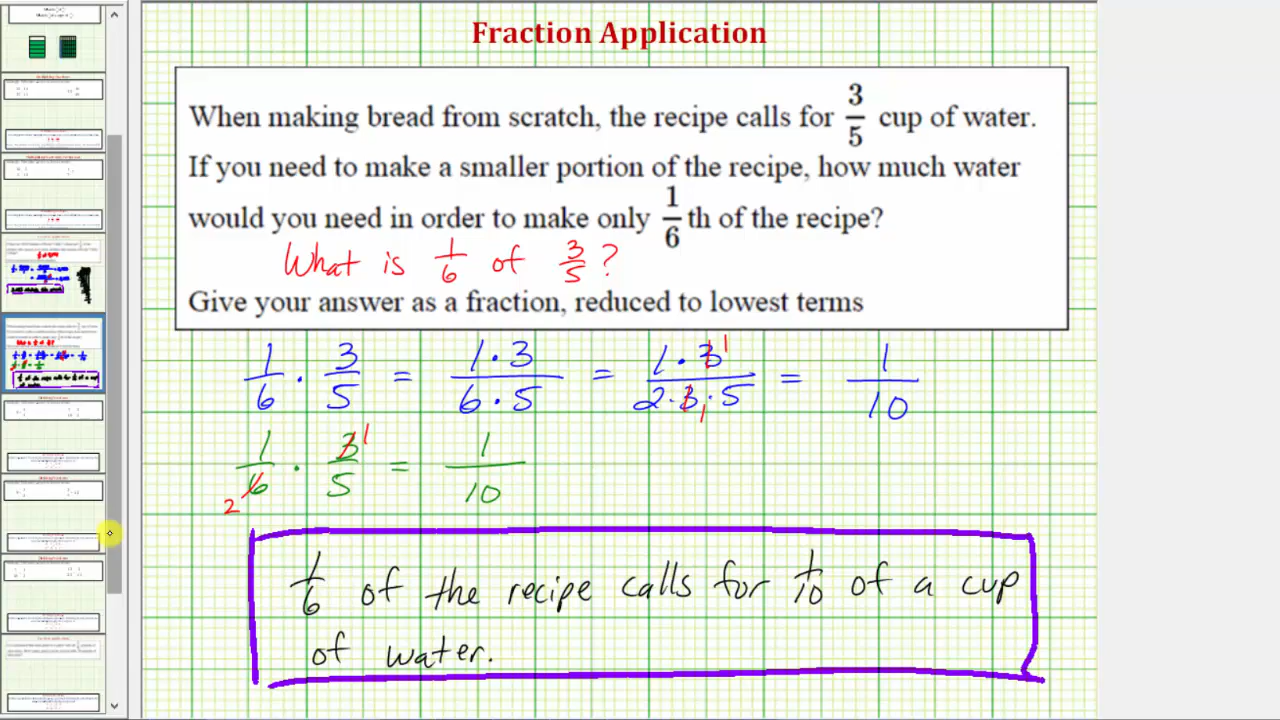 Fraction Application
When making bread from scratch, the recipe calls for 3/5 cup of water.
If you need to make a smaller portion of the recipe, how much water
would you need in order to make only 1/6 th of the recipe?
What is 1/6 of 3/5 ?
Give your answer as a fraction, reduced to lowest terms
1/6 · 3/5 = 1 · 3 / 6 · 5 = 1 · 3 1 / 2 · 3 1 · 5 = 1/10
1/6 2 · 3 1/5 = 1/10
1/6 of the recipe calls for 1/10 of a cup
of water.